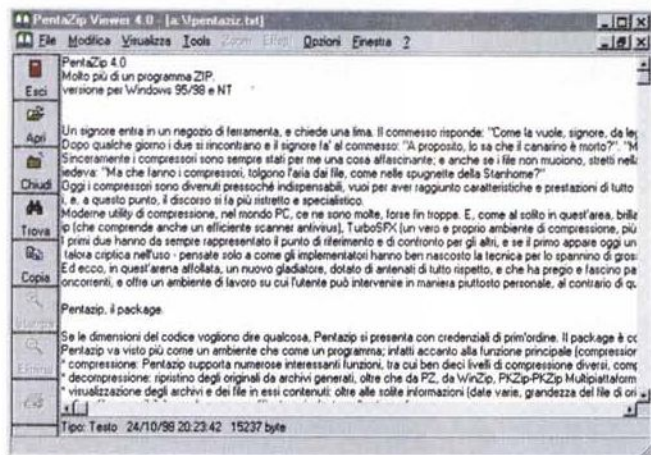 PentaZip Viewer 4.0 - [a:\!pentaziz.txt]
File Modifica Visualizza Tools Zoom Effetti Opzioni Finestra ?
Esci
Apri
Chiudi
Trova
Copia
Stampa
Elimina
PentaZip 4.0
Molto più di un programma ZIP.
versione per Windows 95/98 e NT
Un signore entra in un negozio di ferramenta, e chiede una lima. Il commesso risponde: "Come la vuole, signore, da leg
Dopo qualche giorno i due si rincontrano e il signore fa' al commesso: "A proposito, lo sa che il canarino è morto?". "M
Sinceramente i compressori sono sempre stati per me una cosa affascinante; e anche se i file non muoiono, stretti nella
iedeva: "Ma che fanno i compressori, tolgono l'aria dai file, come nelle spugnette della Stanhome?"
Oggi i compressori sono divenuti pressoché indispensabili, vuoi per aver raggiunto caratteristiche e prestazioni di tutto
i, e, a questo punto, il discorso si fa più ristretto e specialistico.
Moderne utility di compressione, nel mondo PC, ce ne sono molte, forse fin troppe. E, come al solito in quest'area, brilla
ip (che comprende anche un efficiente scanner antivirus), TurboSFX (un vero e proprio ambiente di compressione, più
I primi due hanno da sempre rappresentato il punto di riferimento e di confronto per gli altri, e se il primo appare oggi un
talora criptica nell'uso - pensate solo a come gli implementatori hanno ben nascosto la tecnica per lo spannino di gros
Ed ecco, in quest'arena affollata, un nuovo gladiatore, dotato di antenati di tutto rispetto, e che ha pregio e fascino pa
oncorrenti, e offre un ambiente di lavoro su cui l'utente può intervenire in maniera piuttosto personale, al contrario di qu
Pentazip, il package.
Se le dimensioni del codice vogliono dire qualcosa, Pentazip si presenta con credenziali di prim'ordine. Il package è co
Pentazip va visto più come un ambiente che come un programma; infatti accanto alla funzione principale (compression
* compressione: Pentazip supporta numerose interessanti funzioni, tra cui ben dieci livelli di compressione diversi, comp
* decompressione: ripristino degli originali da archivi generati, oltre che da PZ, da WinZip, PKZip-PKZip Multipiattaform
* visualizzazione degli archivi e dei file in essi contenuti: oltre alle solite informazioni (date varie, grandezza del file di ori
Tipo: Testo 24/10/98 20:23:42 15237 byte